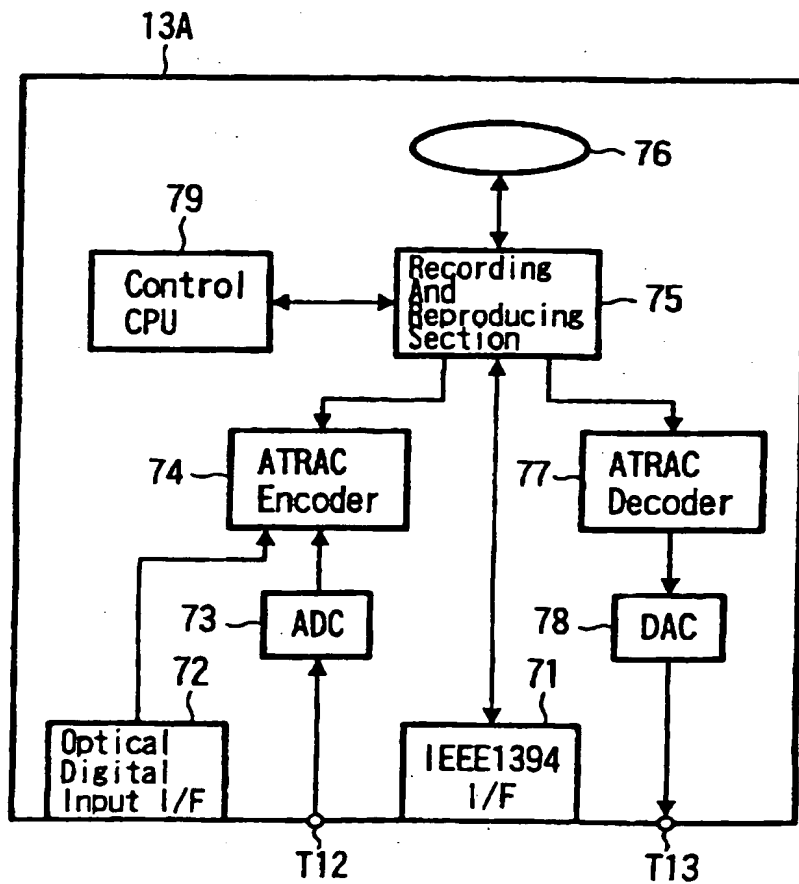 13A
76
79
Control
CPU
Recording
And
Reproducing
Section
75
74
ATRAC
Encoder
77
ATRAC
Decoder
73
ADC
78
DAC
72
Optical
Digital
Input I/F
71
IEEE1394
I/F
T12
T13